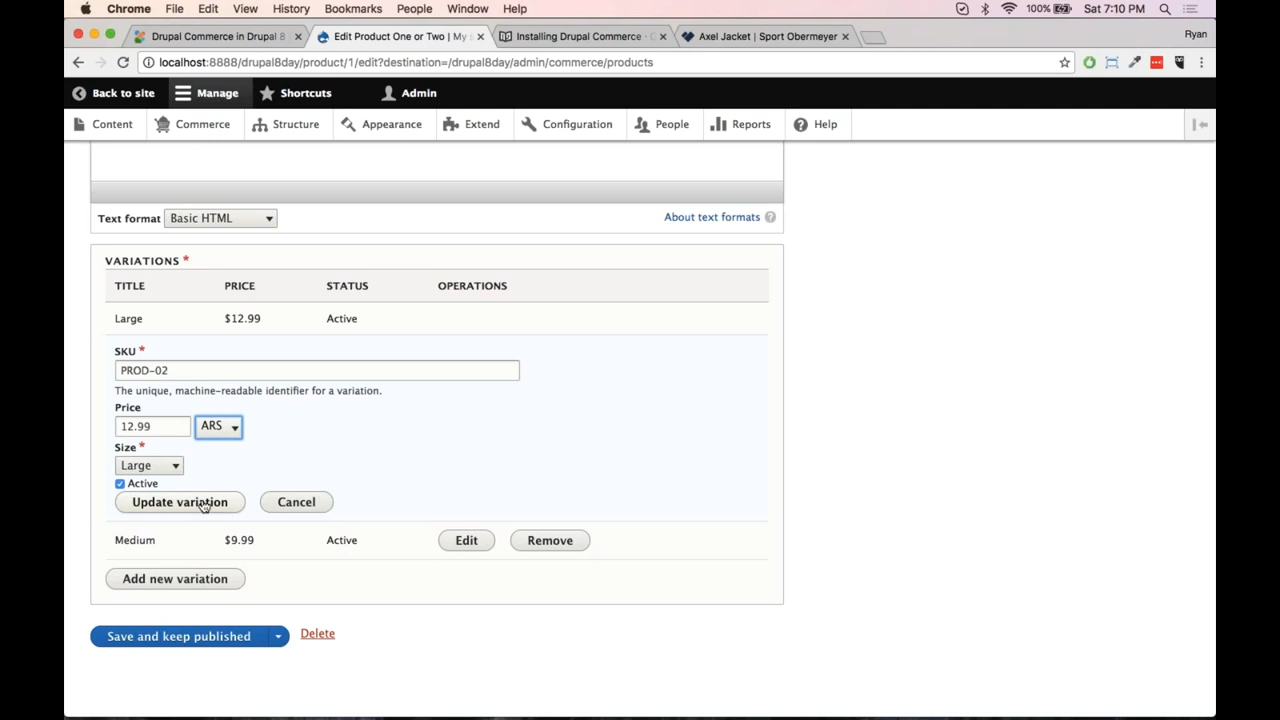 Chrome File Edit View History Bookmarks People Window Help 100% Sat 7:10 PM
Drupal Commerce in Drupal 8 Edit Product One or Two | My s Installing Drupal Commerce Axel Jacket | Sport Obermeyer Ryan
localhost:8888/drupal8day/product/1/edit?destination=/drupal8day/admin/commerce/products
Back to site Manage Shortcuts Admin
Content Commerce Structure Appearance Extend Configuration People Reports Help
Text format Basic HTML About text formats ?
VARIATIONS *
TITLE PRICE STATUS OPERATIONS
Large $12.99 Active
SKU *
PROD-02
The unique, machine-readable identifier for a variation.
Price
12.99 ARS
Size *
Large
Active
Update variation Cancel
Medium $9.99 Active Edit Remove
Add new variation
Save and keep published Delete